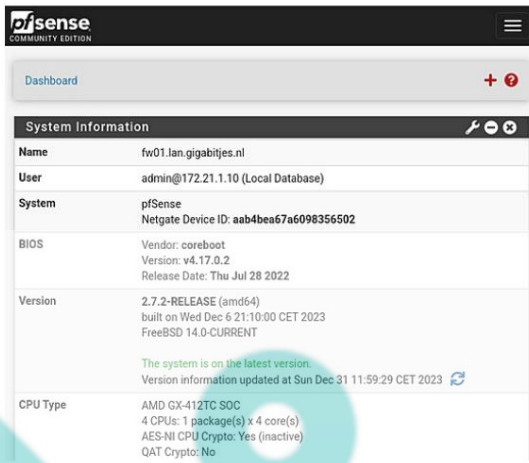 pfsense
COMMUNITY EDITION
Dashboard
System Information
Name fw01.lan.gigabitjes.nl
User admin@172.21.1.10 (Local Database)
System pfSense
Netgate Device ID: aab4bea67a6098356502
BIOS Vendor: coreboot
Version: v4.17.0.2
Release Date: Thu Jul 28 2022
Version 2.7.2-RELEASE (amd64)
built on Wed Dec 6 21:10:00 CET 2023
FreeBSD 14.0-CURRENT
The system is on the latest version.
Version information updated at Sun Dec 31 11:59:29 CET 2023
CPU Type AMD GX-412TC SOC
4 CPUs: 1 package(s) x 4 core(s)
AES-NI CPU Crypto: Yes (inactive)
QAT Crypto: No